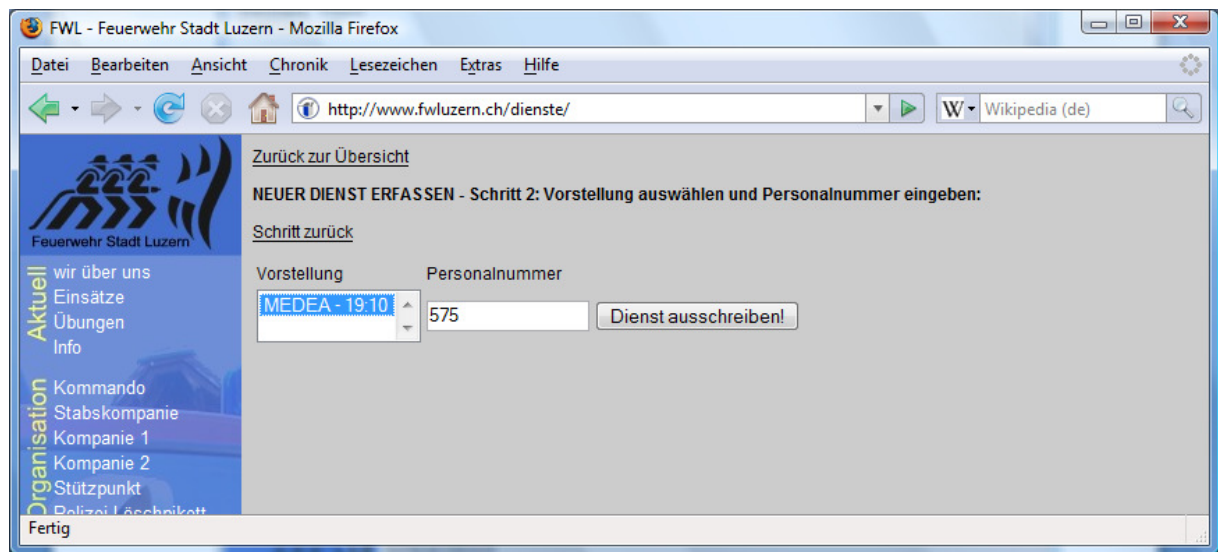 FWL - Feuerwehr Stadt Luzern - Mozilla Firefox
Datei Bearbeiten Ansicht Chronik Lesezeichen Extras Hilfe
http://www.fwluzern.ch/dienste/ W Wikipedia (de)
Feuerwehr Stadt Luzern
Aktuell
wir über uns
Einsätze
Übungen
Info
Organisation
Kommando
Stabskompanie
Kompanie 1
Kompanie 2
Stützpunkt
Polizei Löschpikett
Zurück zur Übersicht
NEUER DIENST ERFASSEN - Schritt 2: Vorstellung auswählen und Personalnummer eingeben:
Schritt zurück
Vorstellung Personalnummer
MEDEA - 19:10 575 Dienst ausschreiben!
Fertig